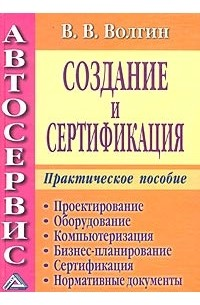 АВТОСЕРВИС
В. В. Волгин
СОЗДАНИЕ
И
СЕРТИФИКАЦИЯ
Практическое пособие
• Проектирование
• Оборудование
• Компьютеризация
• Бизнес-планирование
• Сертификация
• Нормативные документы